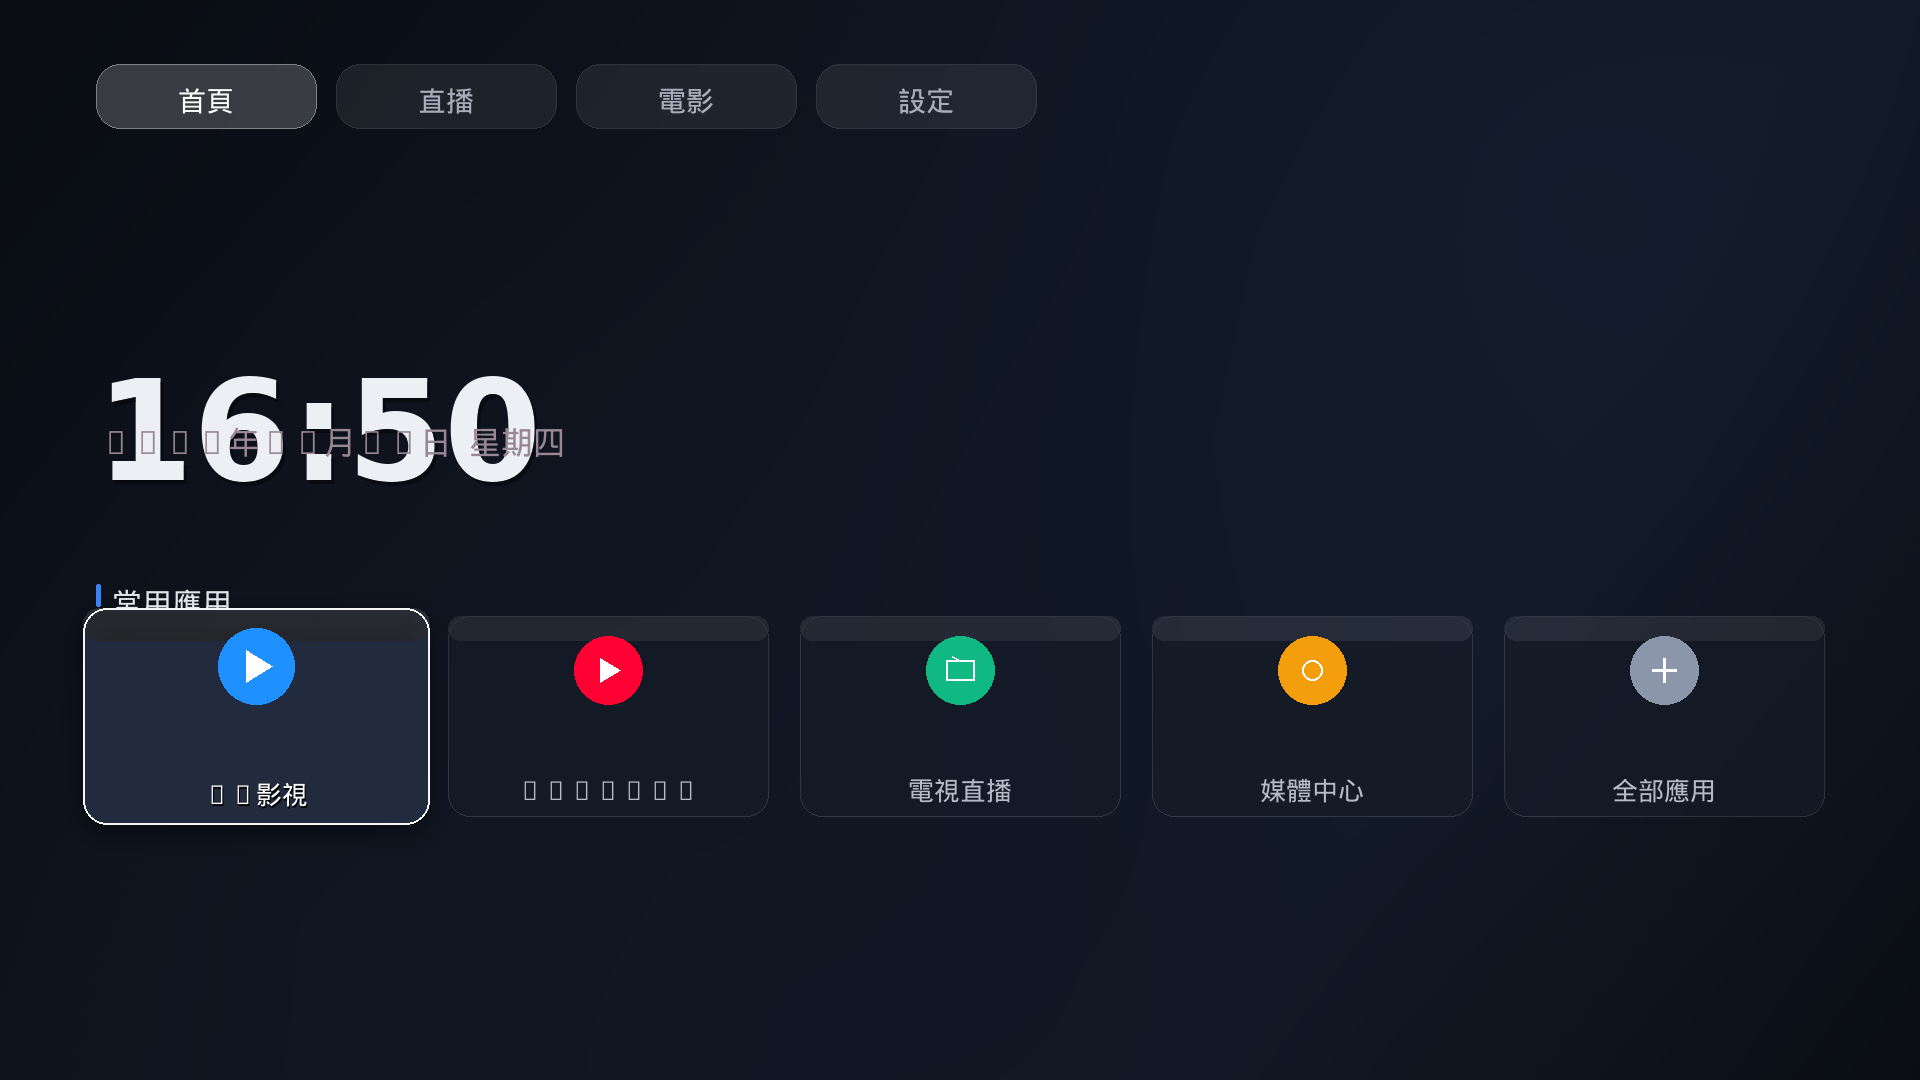 首頁
直播
電影
設定
16:50
年 月 日 星期四
常用應用
影視
電視直播
媒體中心
全部應用